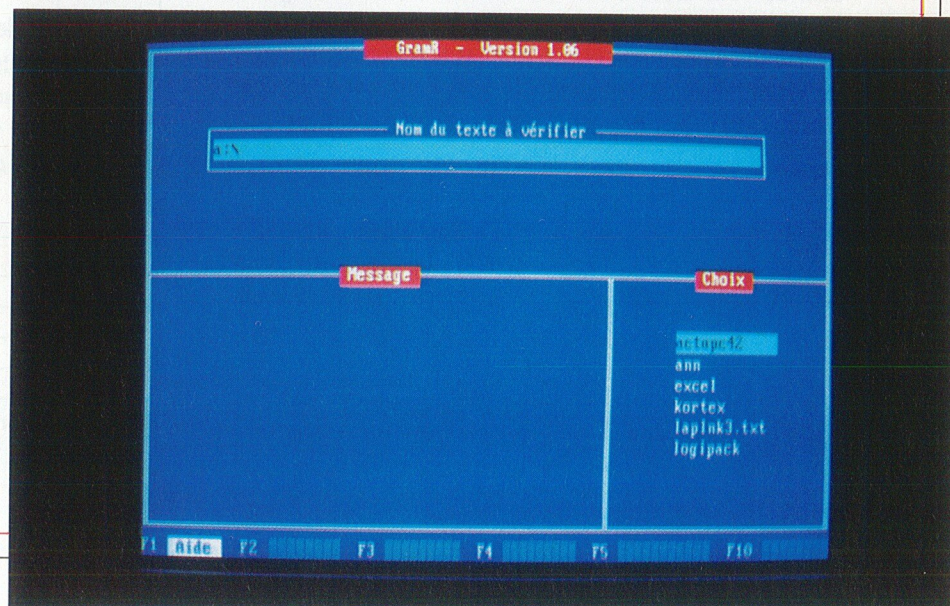 GramR - Version 1.06
Nom du texte à vérifier
a:\
Message
Choix
actupc42
ann
excel
kortex
laplnk3.txt
logipack
F1 Aide F2 F3 F4 F5 F10